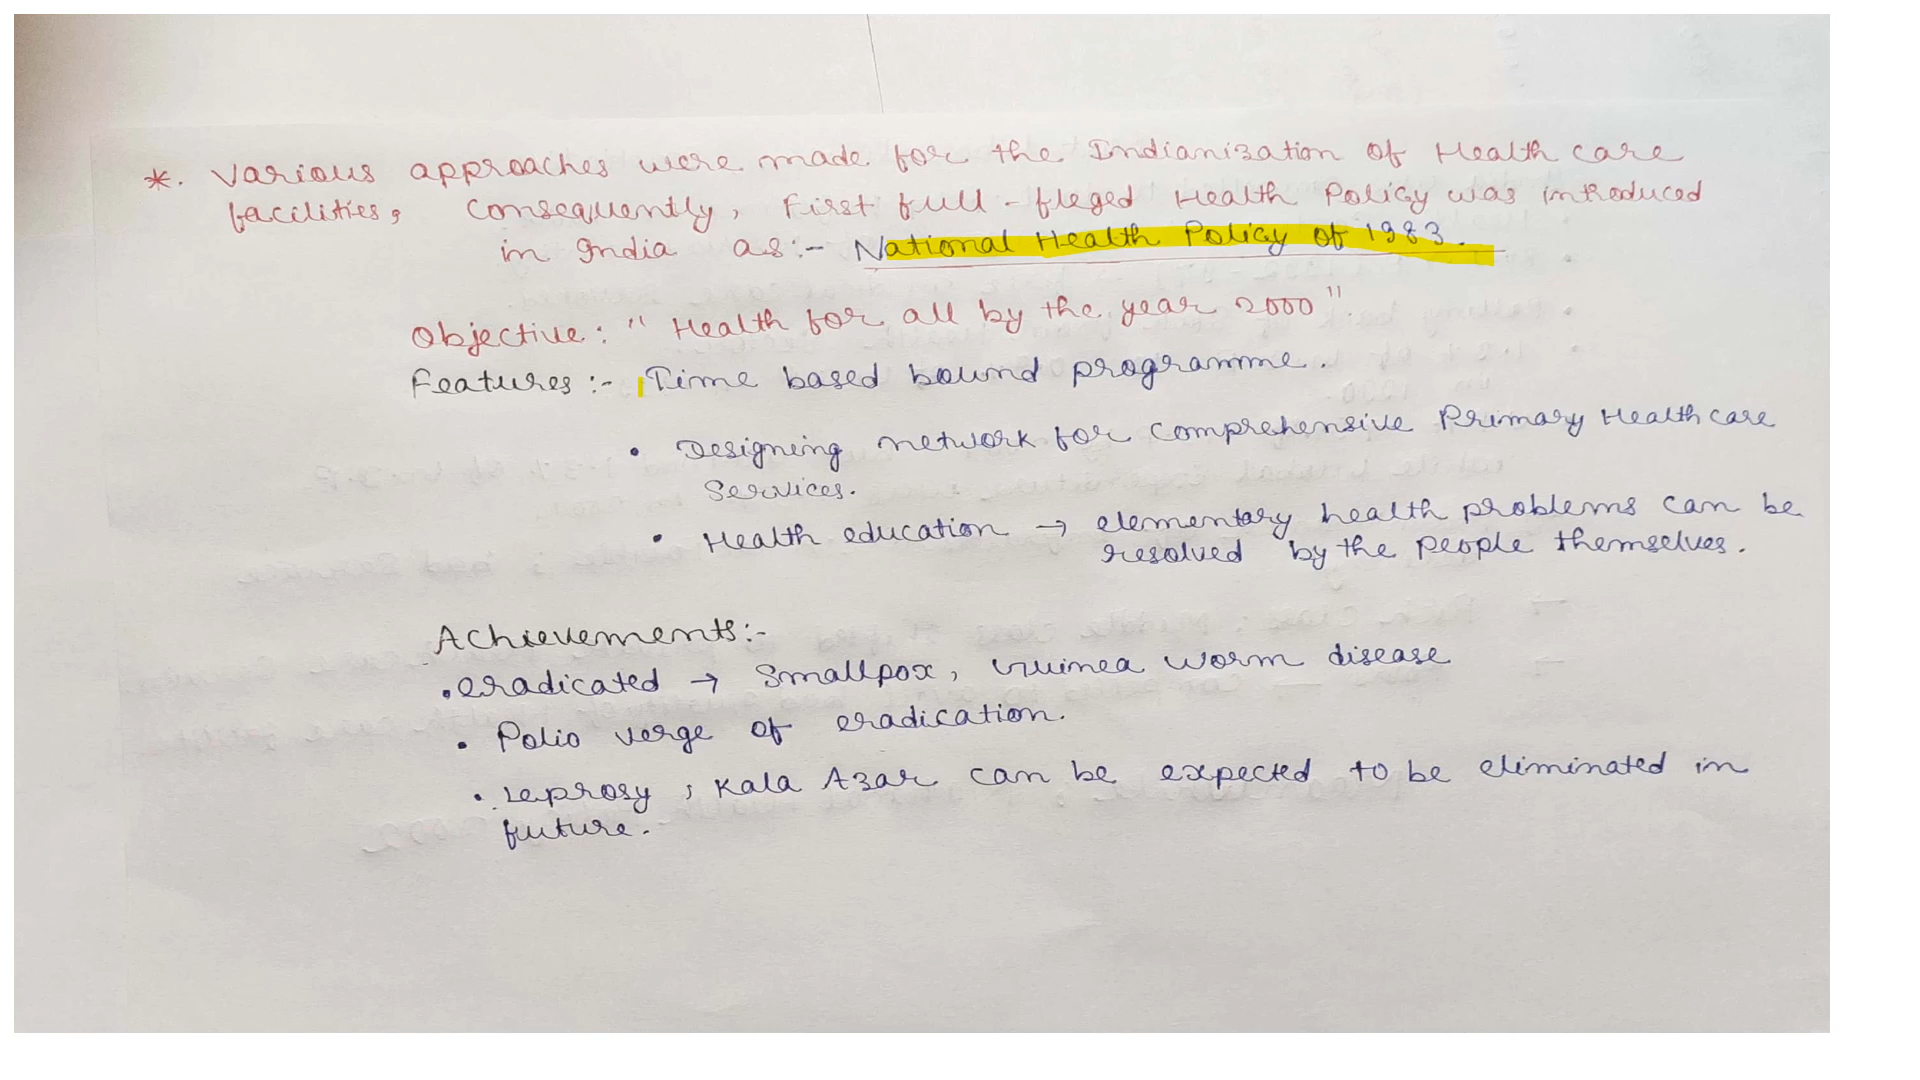 *. Various approaches were made for the Indianization of Health care
facilities, Consequently, First full-fleged Health Policy was introduced
in India as:- National Health Policy of 1983.
Objective: "Health for all by the year 2000".
Features:- Time based bound programme.
• Designing network for comprehensive Primary Health care
Services.
• Health education → elementary health problems can be
resolved by the people themselves.
Achievements:-
• eradicated → Smallpox, Guinea worm disease
• Polio verge of eradication.
• Leprosy, Kala Azar can be expected to be eliminated in
future.